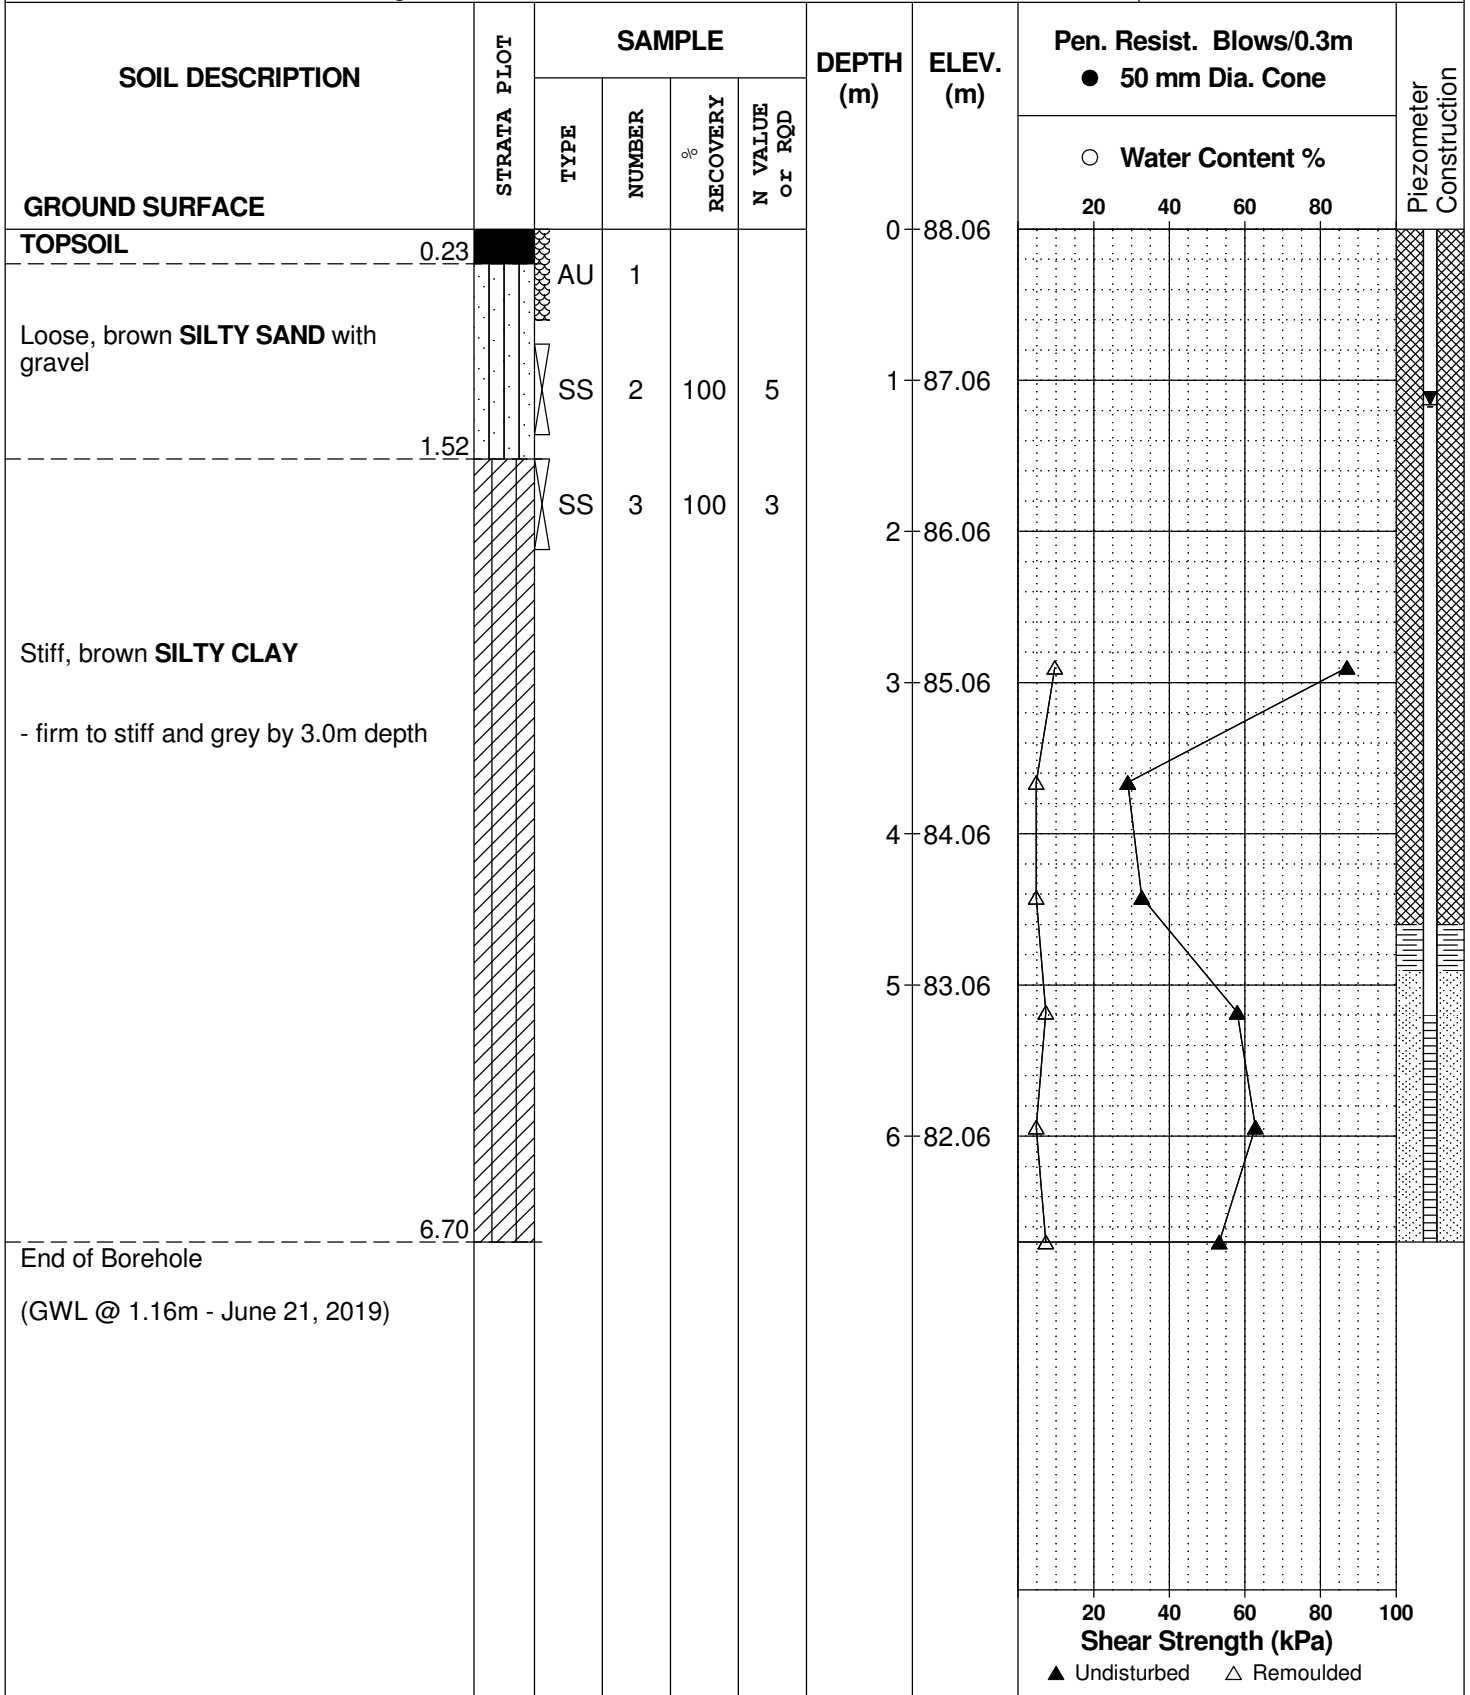 SOIL DESCRIPTION
GROUND SURFACE
STRATA PLOT
SAMPLE
TYPE
NUMBER
%
RECOVERY
N VALUE
or RQD
DEPTH
(m)
ELEV.
(m)
Pen. Resist. Blows/0.3m
● 50 mm Dia. Cone
○ Water Content %
20 40 60 80
Piezometer
Construction
TOPSOIL 0.23
0 88.06
AU 1
Loose, brown SILTY SAND with
gravel
1 87.06
SS 2 100 5
1.52
SS 3 100 3
2 86.06
Stiff, brown SILTY CLAY
3 85.06
- firm to stiff and grey by 3.0m depth
4 84.06
5 83.06
6 82.06
6.70
End of Borehole
(GWL @ 1.16m - June 21, 2019)
20 40 60 80 100
Shear Strength (kPa)
▲ Undisturbed △ Remoulded